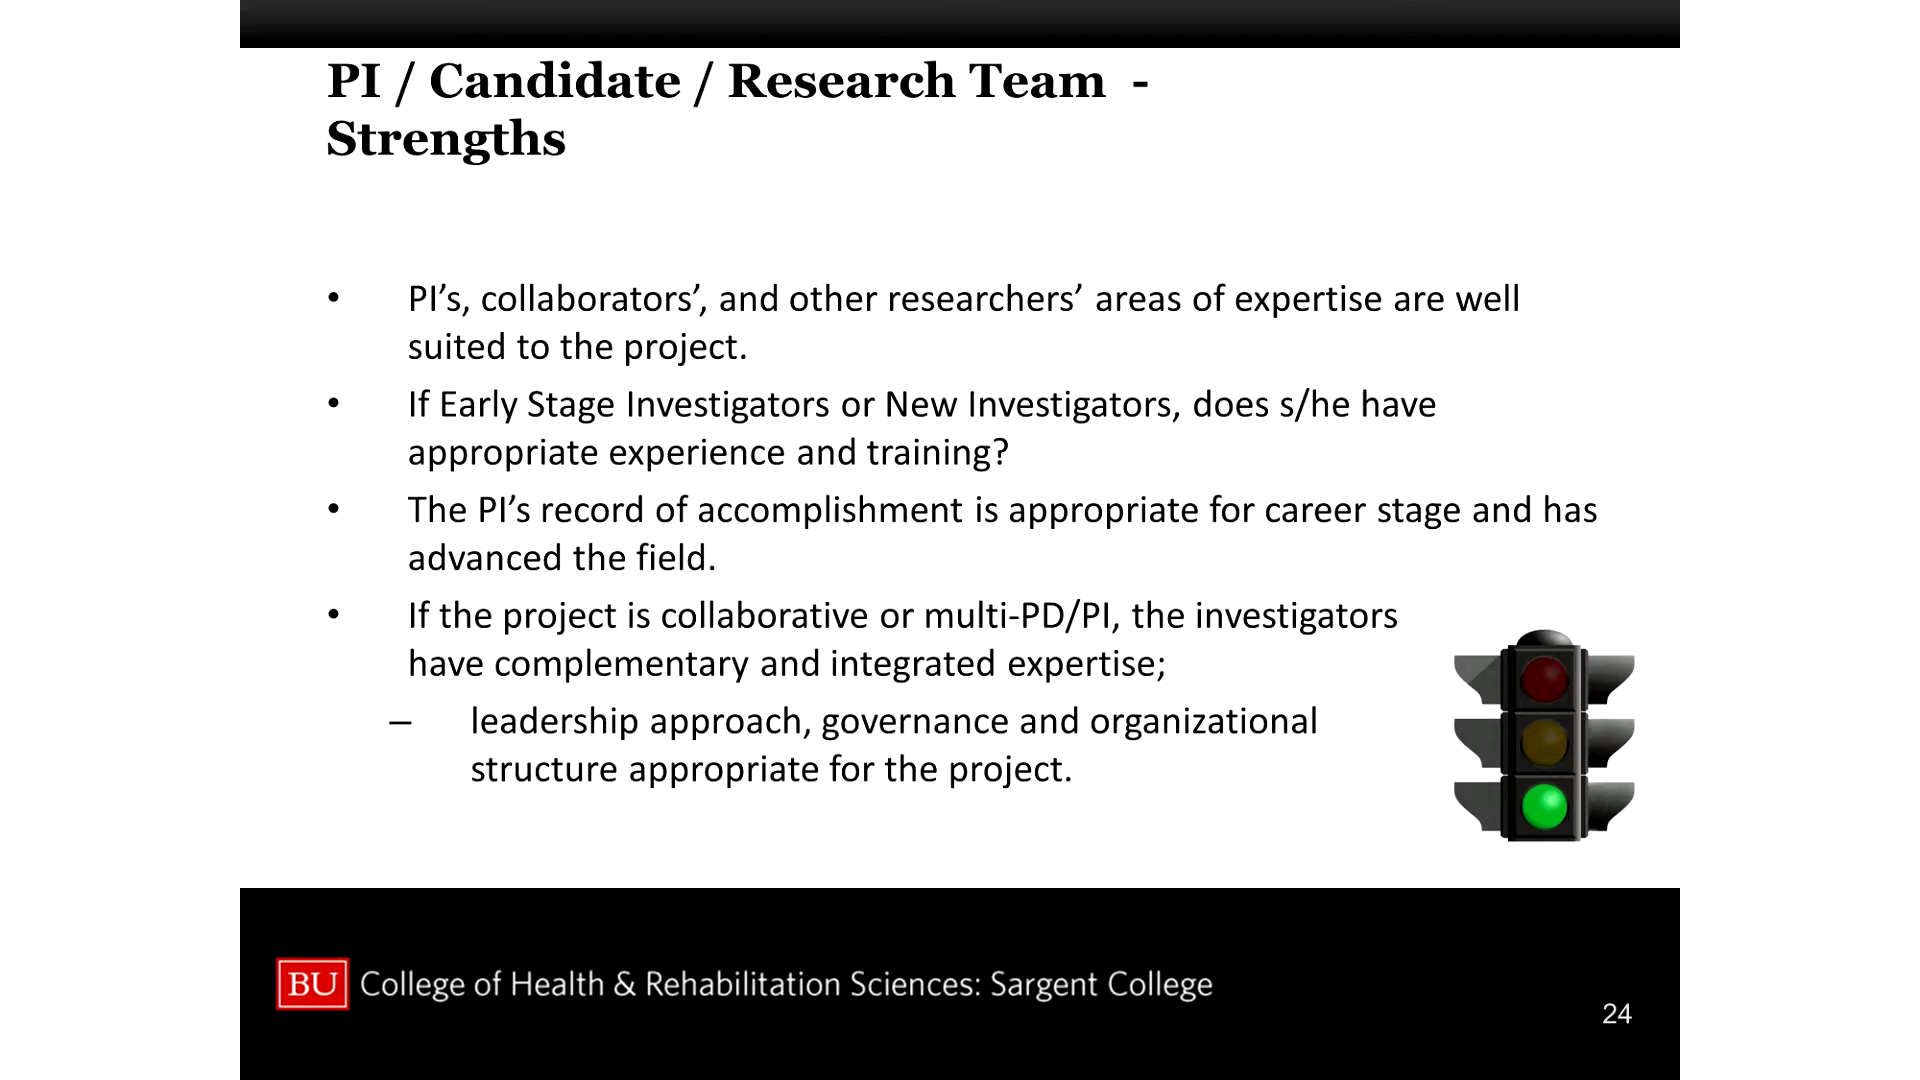 PI / Candidate / Research Team  -
Strengths
• PI’s, collaborators’, and other researchers’ areas of expertise are well
suited to the project.
• If Early Stage Investigators or New Investigators, does s/he have
appropriate experience and training?
• The PI’s record of accomplishment is appropriate for career stage and has
advanced the field.
• If the project is collaborative or multi-PD/PI, the investigators
have complementary and integrated expertise;
– leadership approach, governance and organizational
structure appropriate for the project.
BU College of Health & Rehabilitation Sciences: Sargent College
24